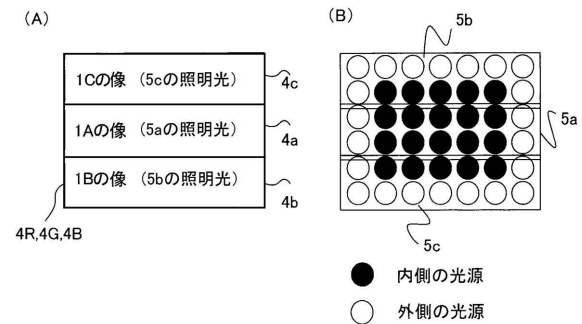 (A)
1Cの像 (5cの照明光)
4c
1Aの像 (5aの照明光)
4a
1Bの像 (5bの照明光)
4b
4R,4G,4B
(B)
5b
5a
5c
内側の光源
外側の光源